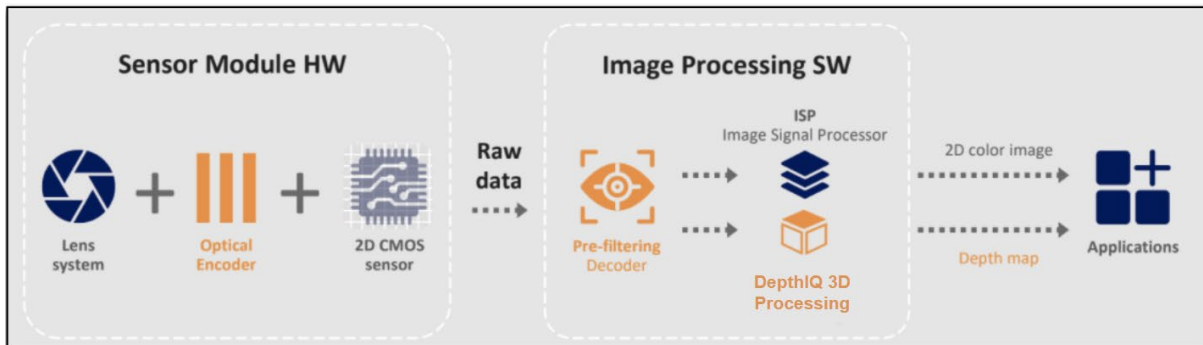 Sensor Module HW
Image Processing SW
ISP
Image Signal Processor
Raw
data
2D color image
Lens
system
Optical
Encoder
2D CMOS
sensor
Pre-filtering
Decoder
DepthIQ 3D
Processing
Depth map
Applications